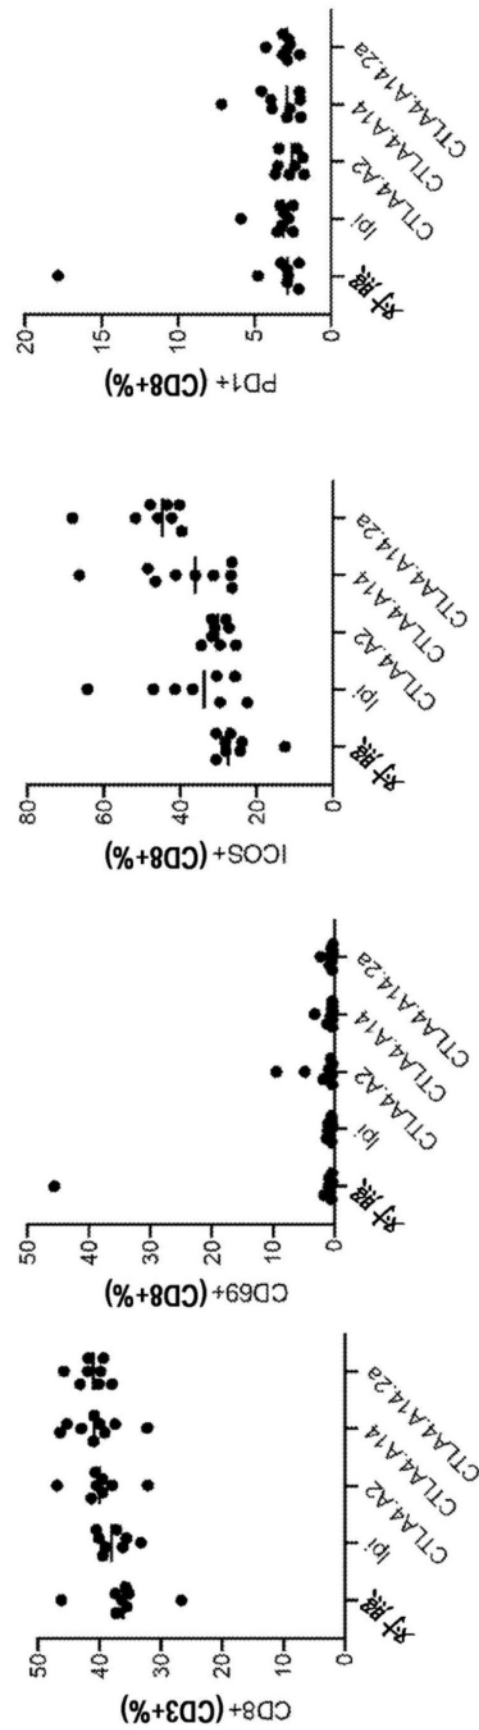 CD8+ (CD3+%)
50
40
30
20
10
0
对照
Ipi
CTLA4.A2
CTLA4.A14
CTLA4.A14.2a
CD69+ (CD8+%)
50
40
30
20
10
0
对照
Ipi
CTLA4.A2
CTLA4.A14
CTLA4.A14.2a
ICOS+ (CD8+%)
80
60
40
20
0
对照
Ipi
CTLA4.A2
CTLA4.A14
CTLA4.A14.2a
PD1+ (CD8+%)
20
15
10
5
0
对照
Ipi
CTLA4.A2
CTLA4.A14
CTLA4.A14.2a